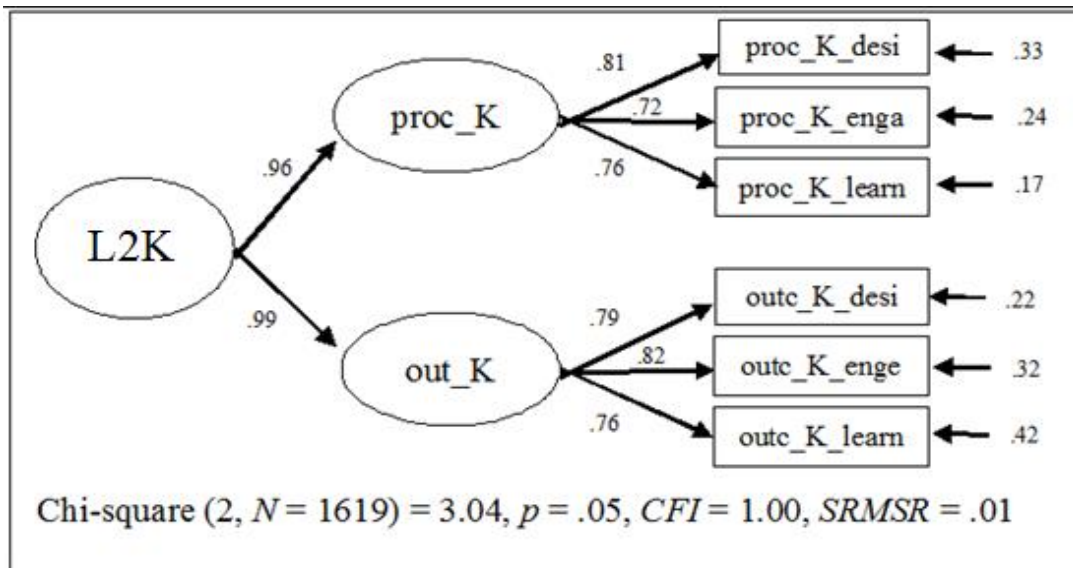 .81
proc_K_desi
.33
proc_K
.72
proc_K_enga
.24
.96
.76
proc_K_learn
.17
L2K
.99
.79
outc_K_desi
.22
out_K
.82
outc_K_enge
.32
.76
outc_K_learn
.42
Chi-square (2, N = 1619) = 3.04, p = .05, CFI = 1.00, SRMSR = .01